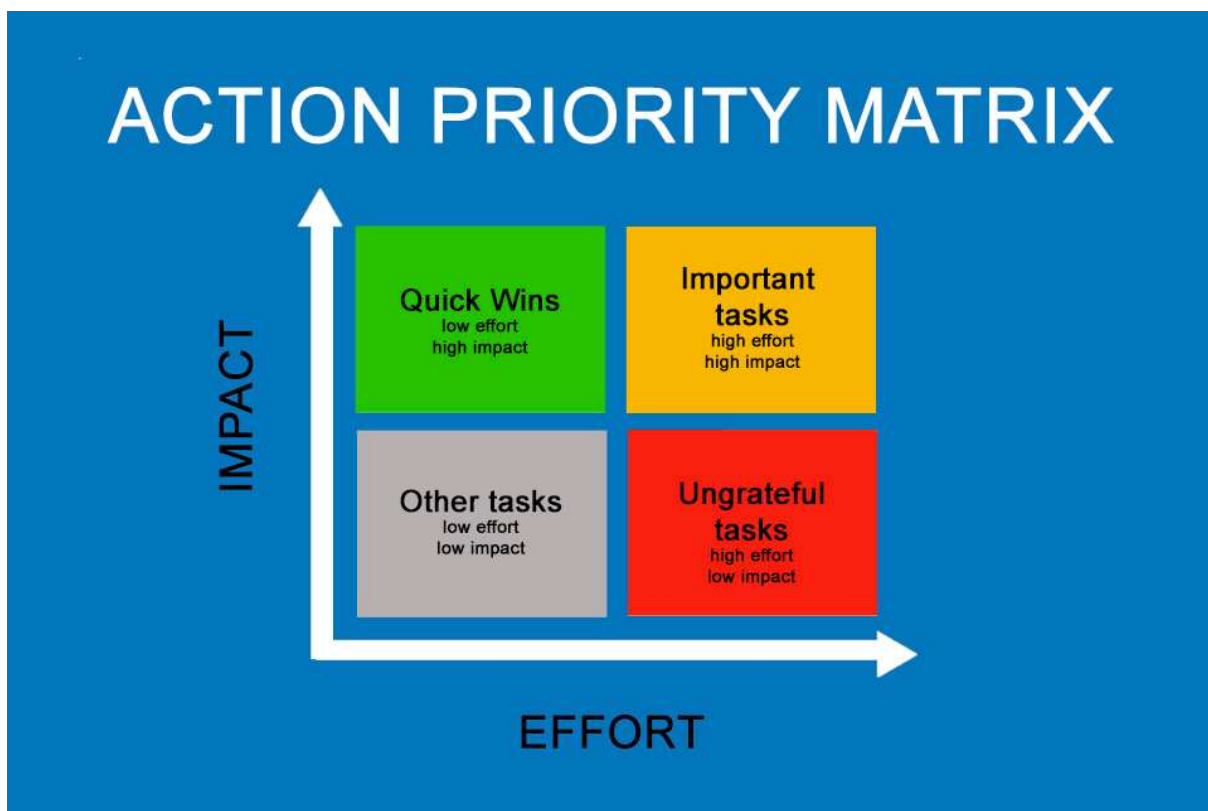 ACTION PRIORITY MATRIX
IMPACT
Quick Wins
low effort
high impact
Important
tasks
high effort
high impact
Other tasks
low effort
low impact
Ungrateful
tasks
high effort
low impact
EFFORT